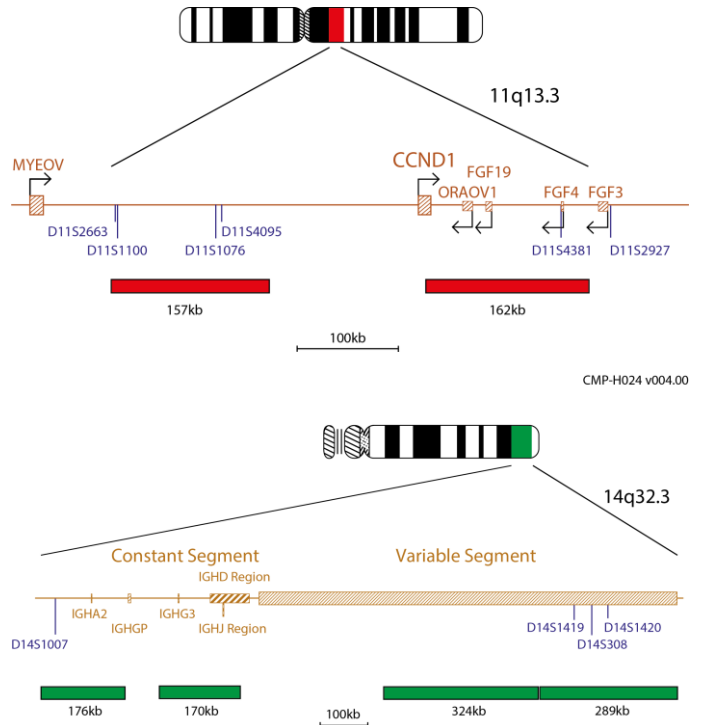 11q13.3
MYEOV
CCND1
FGF19
ORAOV1
FGF4
FGF3
D11S2663
D11S4095
D11S1100
D11S1076
D11S4381
D11S2927
157kb
162kb
100kb
CMP-H024 v004.00
14q32.3
Constant Segment
Variable Segment
IGHD Region
IGHA2
IGHG3
IGHGP
IGHJ Region
D14S1007
D14S1419
D14S1420
D14S308
176kb
170kb
324kb
289kb
100kb